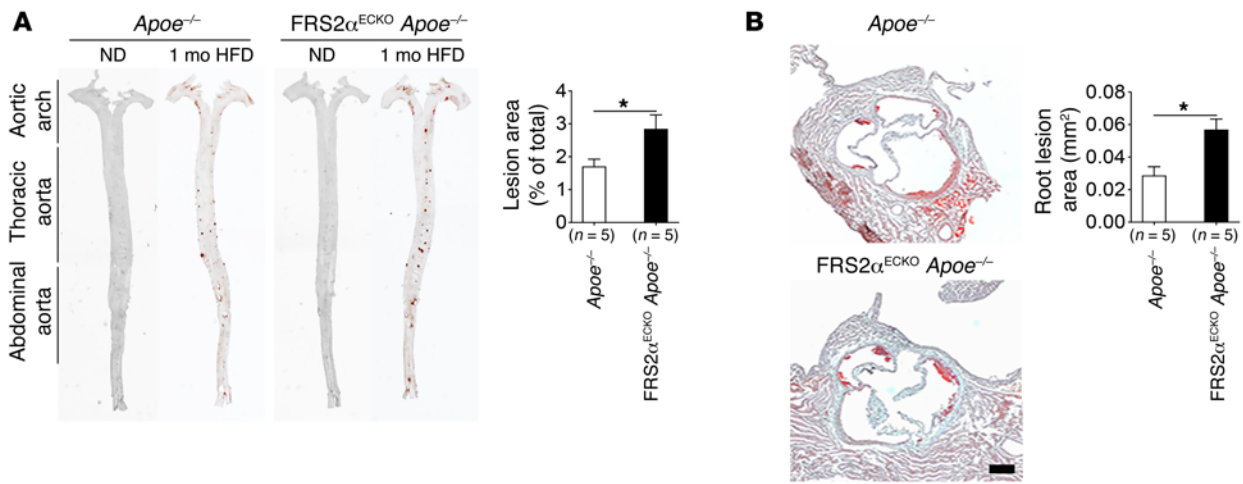 A
Apoe–/–
FRS2αECKO Apoe–/–
ND
1 mo HFD
ND
1 mo HFD
Aortic
arch
Thoracic
aorta
Abdominal
aorta
Lesion area
(% of total)
4
3
2
1
0
*
(n = 5)
(n = 5)
Apoe–/–
FRS2αECKO Apoe–/–
B
Apoe–/–
FRS2αECKO Apoe–/–
Root lesion
area (mm2)
0.08
0.06
0.04
0.02
0.00
*
(n = 5)
(n = 5)
Apoe–/–
FRS2αECKO Apoe–/–